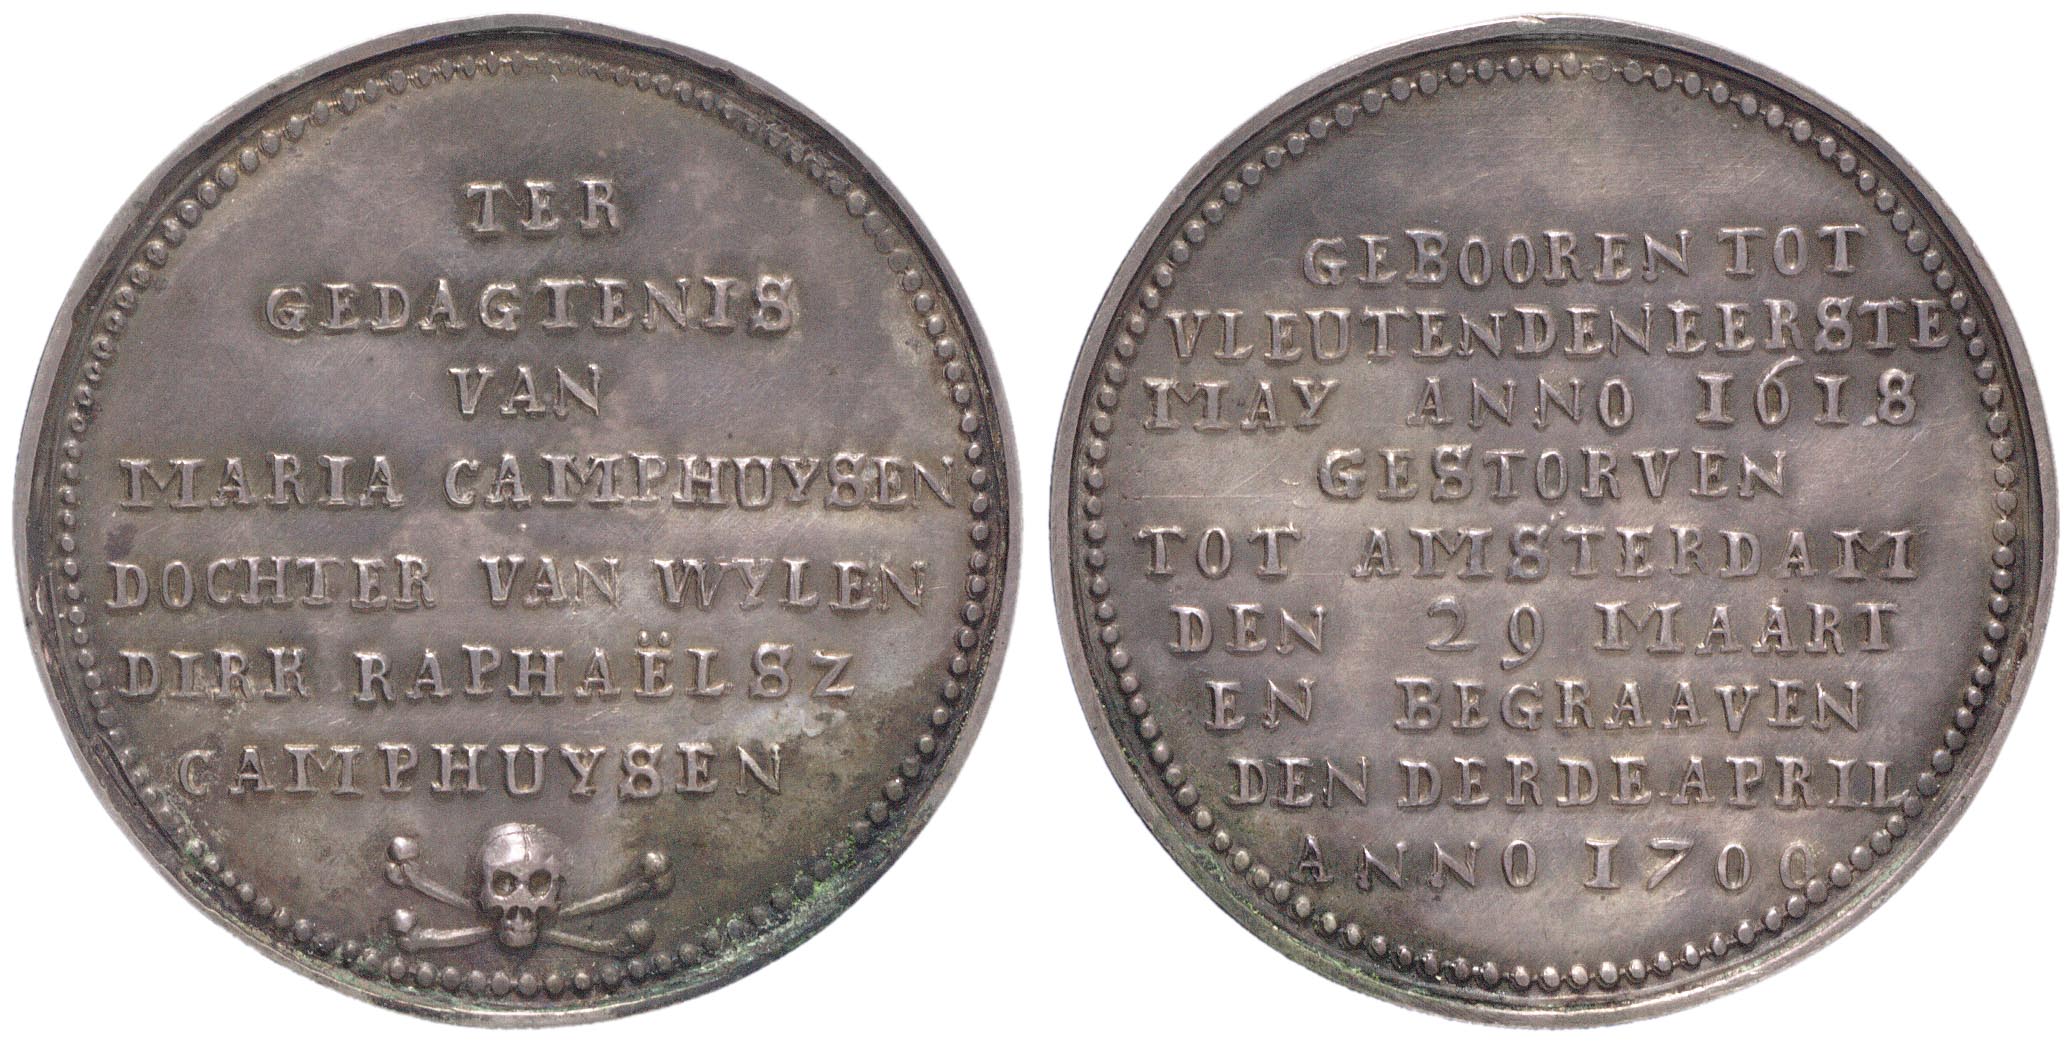 TER
GEDAGTENIS
VAN
MARIA CAMPHUYSEN
DOCHTER VAN WYLEN
DIRK RAPHAËLSZ
CAMPHUYSEN
GEBOOREN TOT
VLEUTENDENEERSTE
MAY ANNO 1618
GESTORVEN
TOT AMSTERDAM
DEN 29 MAART
EN BEGRAAVEN
DEN DERDE APRIL
ANNO 1700